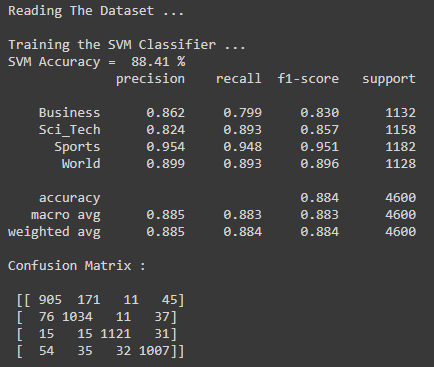 Reading The Dataset ...
Training the SVM Classifier ...
SVM Accuracy =  88.41 %
              precision    recall  f1-score   support
    Business      0.862     0.799     0.830      1132
    Sci_Tech      0.824     0.893     0.857      1158
      Sports      0.954     0.948     0.951      1182
       World      0.899     0.893     0.896      1128
    accuracy                          0.884      4600
   macro avg      0.885     0.883     0.883      4600
weighted avg      0.885     0.884     0.884      4600
Confusion Matrix :
 [[ 905  171   11   45]
 [  76 1034   11   37]
 [  15   15 1121   31]
 [  54   35   32 1007]]